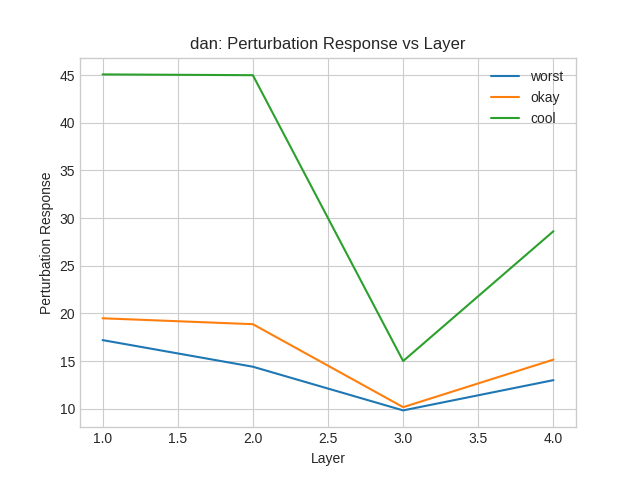 dan: Perturbation Response vs Layer
worst
okay
cool
Perturbation Response
45
40
35
30
25
20
15
10
1.0 1.5 2.0 2.5 3.0 3.5 4.0
Layer